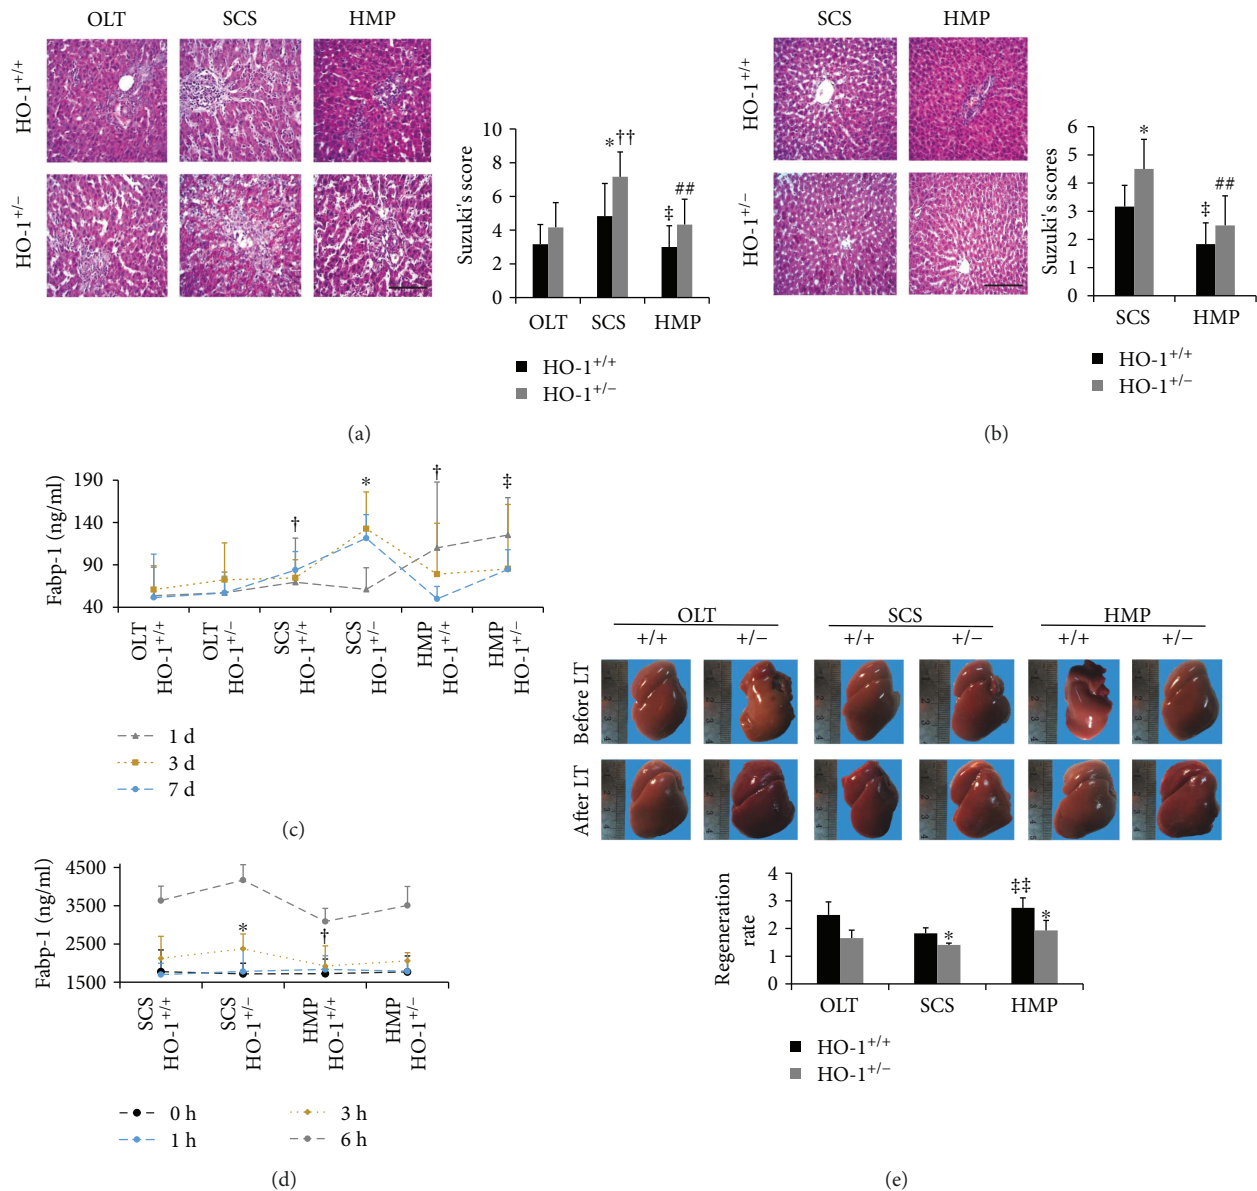 OLT SCS HMP
HO-1+/+
HO-1+/−
Suzuki's score
10
8
6
4
2
0
* †† ‡ ##
OLT SCS HMP
HO-1+/+
HO-1+/−
(a)
SCS HMP
HO-1+/+
HO-1+/−
Suzuki's scores
6
5
4
3
2
1
0
* ‡ ##
SCS HMP
HO-1+/+
HO-1+/−
(b)
Fabp-1 (ng/ml)
190
140
90
40
† * † ‡
OLT HO-1+/+
OLT HO-1+/−
SCS HO-1+/+
SCS HO-1+/−
HMP HO-1+/+
HMP HO-1+/−
1 d
3 d
7 d
(c)
Fabp-1 (ng/ml)
4500
3500
2500
1500
* †
SCS HO-1+/+
SCS HO-1+/−
HMP HO-1+/+
HMP HO-1+/−
0 h 3 h
1 h 6 h
(d)
OLT SCS HMP
+/+ +/− +/+ +/− +/+ +/−
Before LT
After LT
Regeneration rate
4
3
2
1
0
* ‡‡ *
OLT SCS HMP
HO-1+/+
HO-1+/−
(e)